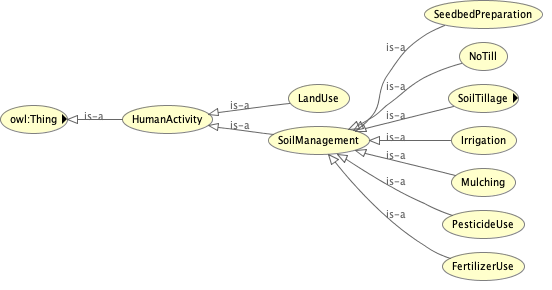 SeedbedPreparation
is-a
NoTill
is-a
LandUse
SoilTillage
is-a
is-a
owl:Thing
is-a
HumanActivity
is-a
SoilManagement
is-a
Irrigation
is-a
Mulching
is-a
PesticideUse
is-a
FertilizerUse